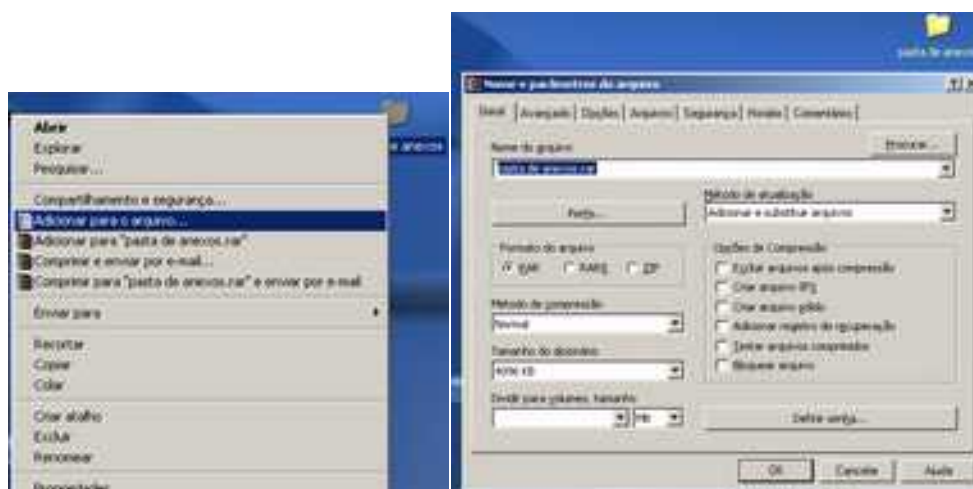 Abrir
Explorar
Pesquisar...
Compartilhamento e segurança...
Adicionar para o arquivo...
Adicionar para "pasta de anexos.rar"
Comprimir e enviar por e-mail...
Comprimir para "pasta de anexos.rar" e enviar por e-mail
Enviar para
Recortar
Copiar
Colar
Criar atalho
Excluir
Renomear
Propriedades
anexos
pasta de anexos
Nome e parâmetros do arquivo
Geral Avançado Opções Arquivos Segurança Horário Comentário
Nome do arquivo
Procurar...
pasta de anexos.rar
Perfis...
Método de atualização
Adicionar e substituir arquivos
Formato do arquivo
RAR RAR5 ZIP
Opções de Compressão
Excluir arquivos após compressão
Criar arquivo SFX
Criar arquivo sólido
Adicionar registro de recuperação
Testar arquivos comprimidos
Bloquear arquivo
Método de compressão
Normal
Tamanho do dicionário
4096 KB
Dividir para volumes, tamanho
MB
Definir senha...
OK Cancelar Ajuda